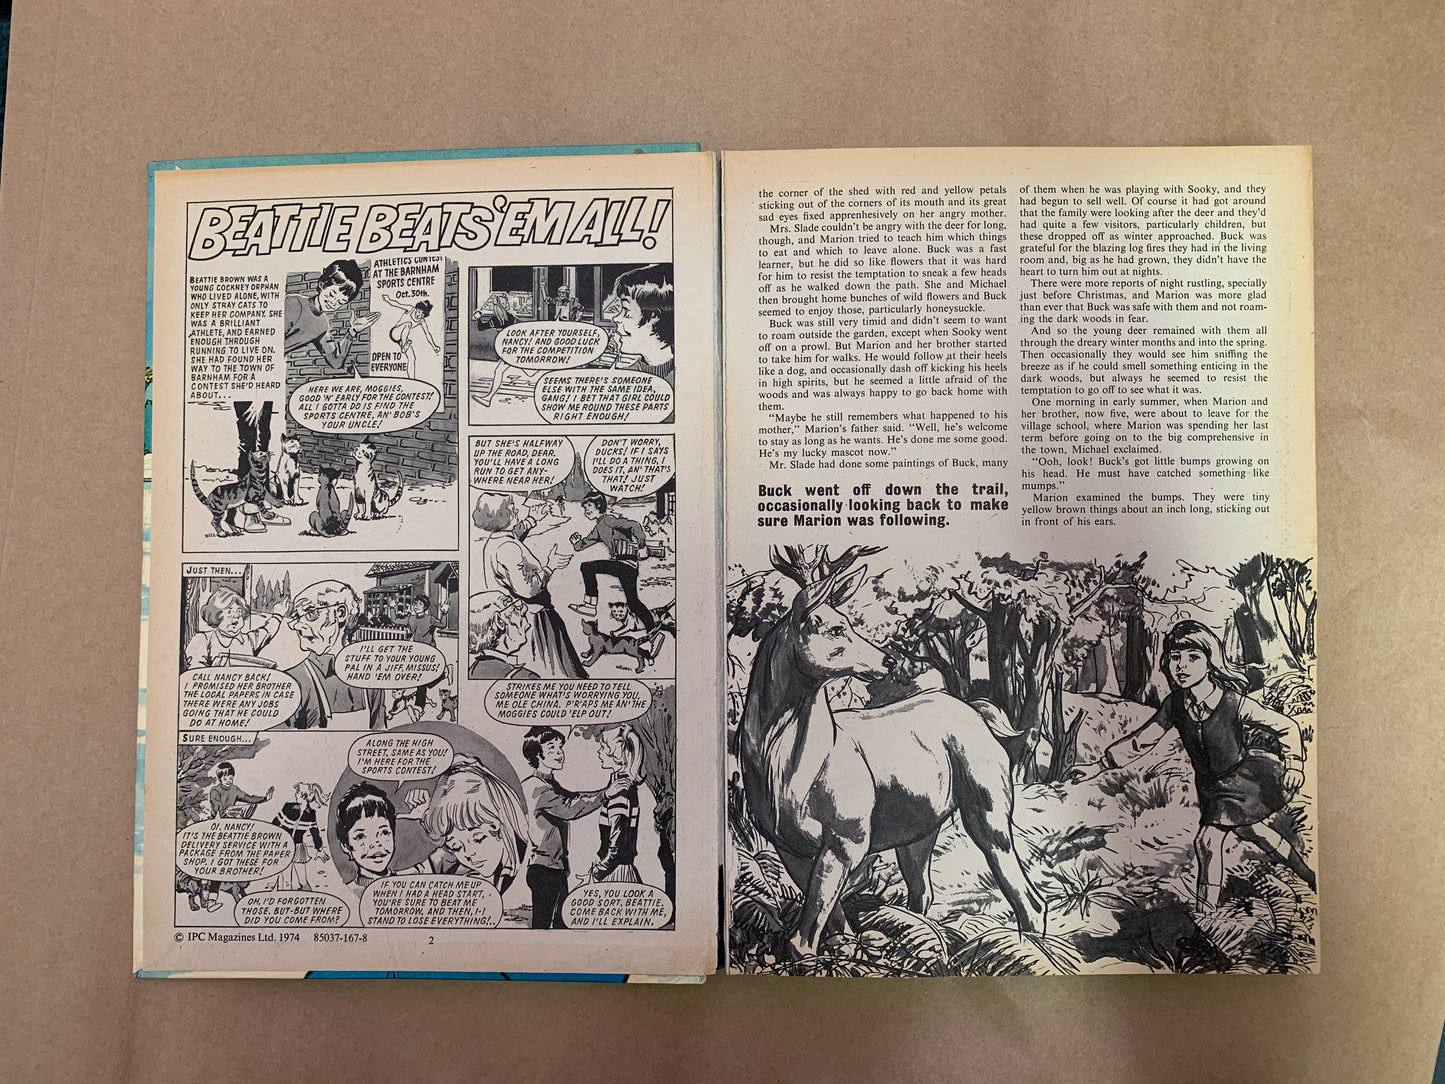 BEATTIE BEATS 'EM ALL!
BEATTIE BROWN WAS A
YOUNG COCKNEY ORPHAN
WHO LIVED ALONE, WITH
ONLY STRAY CATS TO
KEEP HER COMPANY. SHE
WAS A BRILLIANT
ATHLETE, AND EARNED
ENOUGH THROUGH
RUNNING TO LIVE ON.
SHE HAD FOUND HER
WAY TO THE TOWN OF
BARNHAM FOR A
CONTEST SHE'D HEARD
ABOUT...
ATHLETICS CONTEST
AT THE BARNHAM
SPORTS CENTRE
Oct. 30th.
OPEN TO
EVERYONE
HERE WE ARE, MOGGIES,
GOOD 'N' EARLY FOR THE CONTEST!
ALL I GOTTA DO IS FIND THE
SPORTS CENTRE, AN' BOB'S
YOUR UNCLE!
LOOK AFTER YOURSELF,
NANCY! AND GOOD LUCK
FOR THE COMPETITION
TOMORROW!
SEEMS THERE'S SOMEONE
ELSE WITH THE SAME IDEA,
GANG! I BET THAT GIRL COULD
SHOW ME ROUND THESE PARTS
RIGHT ENOUGH!
JUST THEN...
CALL NANCY BACK!
I PROMISED HER BROTHER
THE LOCAL PAPERS IN CASE
THERE WERE ANY JOBS
GOING THAT HE COULD
DO AT HOME!
I'LL GET THE
STUFF TO YOUR YOUNG
PAL IN A JIFF, MISSUS!
HAND 'EM OVER!
BUT SHE'S HALFWAY
UP THE ROAD, DEAR.
YOU'LL HAVE A LONG
RUN TO GET ANY-
WHERE NEAR HER!
DON'T WORRY,
DUCKS! IF I SAYS
I'LL DO A THING, I
DOES IT, AN' THAT'S
THAT! JUST
WATCH!
SURE ENOUGH...
OI, NANCY!
IT'S THE BEATTIE BROWN
DELIVERY SERVICE WITH A
PACKAGE FROM THE PAPER
SHOP. I GOT THESE FOR
YOUR BROTHER!
OH, I'D FORGOTTEN
THOSE. BUT-BUT WHERE
DID YOU COME FROM?
ALONG THE HIGH
STREET, SAME AS YOU!
I'M HERE FOR THE
SPORTS CONTEST!
IF YOU CAN CATCH ME UP
WHEN I HAD A HEAD START,
YOU'RE SURE TO BEAT ME
TOMORROW, AND THEN, I-I
STAND TO LOSE EVERYTHING!..
STRIKES ME YOU NEED TO TELL
SOMEONE WHAT'S WORRYING YOU,
ME OLE CHINA. P'R'APS ME AN' THE
MOGGIES COULD 'ELP OUT!
YES, YOU LOOK A
GOOD SORT, BEATTIE.
COME BACK WITH ME,
AND I'LL EXPLAIN.
© IPC Magazines Ltd. 1974 85037-167-8
2
the corner of the shed with red and yellow petals
sticking out of the corners of its mouth and its great
sad eyes fixed apprenhesively on her angry mother.
Mrs. Slade couldn't be angry with the deer for long,
though, and Marion tried to teach him which things
to eat and which to leave alone. Buck was a fast
learner, but he did so like flowers that it was hard
for him to resist the temptation to sneak a few heads
off as he walked down the path. She and Michael
then brought home bunches of wild flowers and Buck
seemed to enjoy those, particularly honeysuckle.
Buck was still very timid and didn't seem to want
to roam outside the garden, except when Sooky went
off on a prowl. But Marion and her brother started
to take him for walks. He would follow at their heels
like a dog, and occasionally dash off kicking his heels
in high spirits, but he seemed a little afraid of the
woods and was always happy to go back home with
them.
"Maybe he still remembers what happened to his
mother," Marion's father said. "Well, he's welcome
to stay as long as he wants. He's done me some good.
He's my lucky mascot now."
Mr. Slade had done some paintings of Buck, many
Buck went off down the trail,
occasionally looking back to make
sure Marion was following.
of them when he was playing with Sooky, and they
had begun to sell well. Of course it had got around
that the family were looking after the deer and they'd
had quite a few visitors, particularly children, but
these dropped off as winter approached. Buck was
grateful for the blazing log fires they had in the living
room and, big as he had grown, they didn't have the
heart to turn him out at nights.
There were more reports of night rustling, specially
just before Christmas, and Marion was more glad
than ever that Buck was safe with them and not roam-
ing the dark woods in fear.
And so the young deer remained with them all
through the dreary winter months and into the spring.
Then occasionally they would see him sniffing the
breeze as if he could smell something enticing in the
dark woods, but always he seemed to resist the
temptation to go off to see what it was.
One morning in early summer, when Marion and
her brother, now five, were about to leave for the
village school, where Marion was spending her last
term before going on to the big comprehensive in
the town, Michael exclaimed.
"Ooh, look! Buck's got little bumps growing on
his head. He must have catched something like
mumps."
Marion examined the bumps. They were tiny
yellow brown things about an inch long, sticking out
in front of his ears.